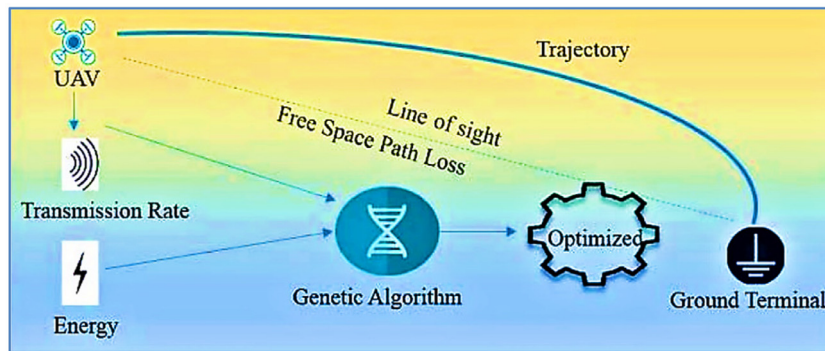 UAV
Trajectory
Line of sight
Free Space Path Loss
Transmission Rate
Optimized
Genetic Algorithm
Ground Terminal
Energy